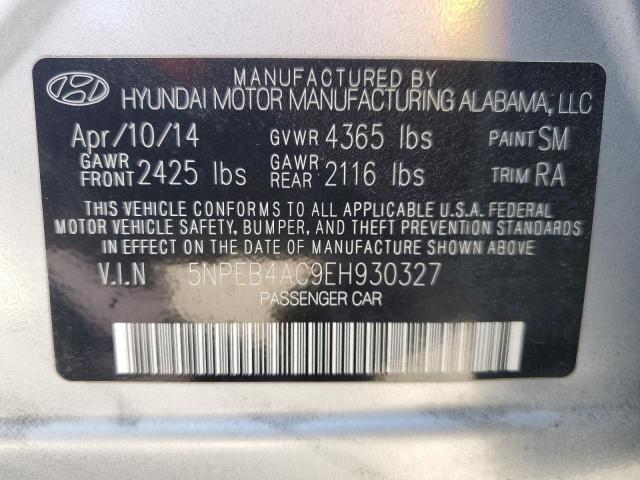 MANUFACTURED BY
HYUNDAI MOTOR MANUFACTURING ALABAMA, LLC
Apr/10/14 GVWR 4365 lbs PAINT SM
GAWR FRONT 2425 lbs GAWR REAR 2116 lbs TRIM RA
THIS VEHICLE CONFORMS TO ALL APPLICABLE U.S.A. FEDERAL
MOTOR VEHICLE SAFETY, BUMPER, AND THEFT PREVENTION STANDARDS
IN EFFECT ON THE DATE OF MANUFACTURE SHOWN ABOVE
V.I.N 5NPEB4AC9EH930327
PASSENGER CAR